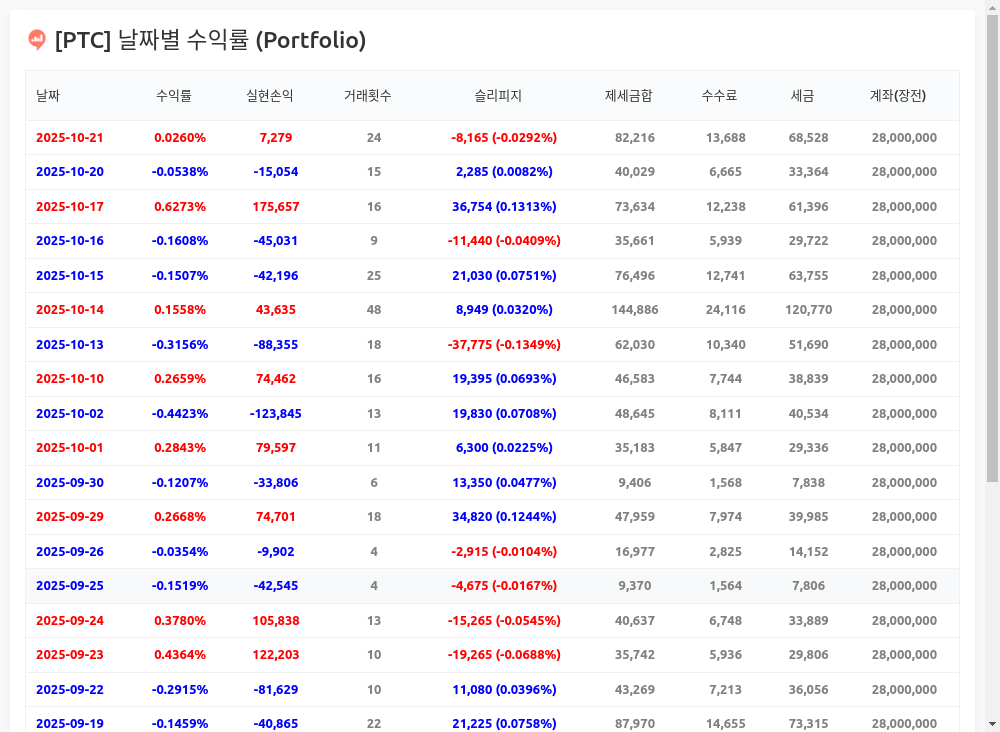 [PTC] 날짜별 수익률 (Portfolio)
날짜 수익률 실현손익 거래횟수 슬리피지 제세금합 수수료 세금 계좌(장전)
2025-10-21 0.0260% 7,279 24 -8,165 (-0.0292%) 82,216 13,688 68,528 28,000,000
2025-10-20 -0.0538% -15,054 15 2,285 (0.0082%) 40,029 6,665 33,364 28,000,000
2025-10-17 0.6273% 175,657 16 36,754 (0.1313%) 73,634 12,238 61,396 28,000,000
2025-10-16 -0.1608% -45,031 9 -11,440 (-0.0409%) 35,661 5,939 29,722 28,000,000
2025-10-15 -0.1507% -42,196 25 21,030 (0.0751%) 76,496 12,741 63,755 28,000,000
2025-10-14 0.1558% 43,635 48 8,949 (0.0320%) 144,886 24,116 120,770 28,000,000
2025-10-13 -0.3156% -88,355 18 -37,775 (-0.1349%) 62,030 10,340 51,690 28,000,000
2025-10-10 0.2659% 74,462 16 19,395 (0.0693%) 46,583 7,744 38,839 28,000,000
2025-10-02 -0.4423% -123,845 13 19,830 (0.0708%) 48,645 8,111 40,534 28,000,000
2025-10-01 0.2843% 79,597 11 6,300 (0.0225%) 35,183 5,847 29,336 28,000,000
2025-09-30 -0.1207% -33,806 6 13,350 (0.0477%) 9,406 1,568 7,838 28,000,000
2025-09-29 0.2668% 74,701 18 34,820 (0.1244%) 47,959 7,974 39,985 28,000,000
2025-09-26 -0.0354% -9,902 4 -2,915 (-0.0104%) 16,977 2,825 14,152 28,000,000
2025-09-25 -0.1519% -42,545 4 -4,675 (-0.0167%) 9,370 1,564 7,806 28,000,000
2025-09-24 0.3780% 105,838 13 -15,265 (-0.0545%) 40,637 6,748 33,889 28,000,000
2025-09-23 0.4364% 122,203 10 -19,265 (-0.0688%) 35,742 5,936 29,806 28,000,000
2025-09-22 -0.2915% -81,629 10 11,080 (0.0396%) 43,269 7,213 36,056 28,000,000
2025-09-19 -0.1459% -40,865 22 21,225 (0.0758%) 87,970 14,655 73,315 28,000,000